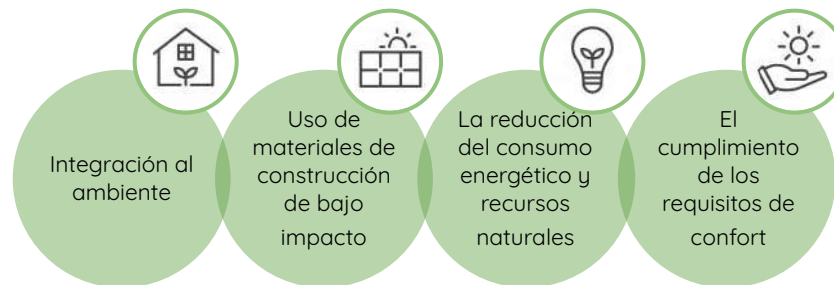 Integración al
ambiente
Uso de
materiales de
construcción
de bajo
impacto
La reducción
del consumo
energético y
recursos
naturales
El
cumplimiento
de los
requisitos de
confort